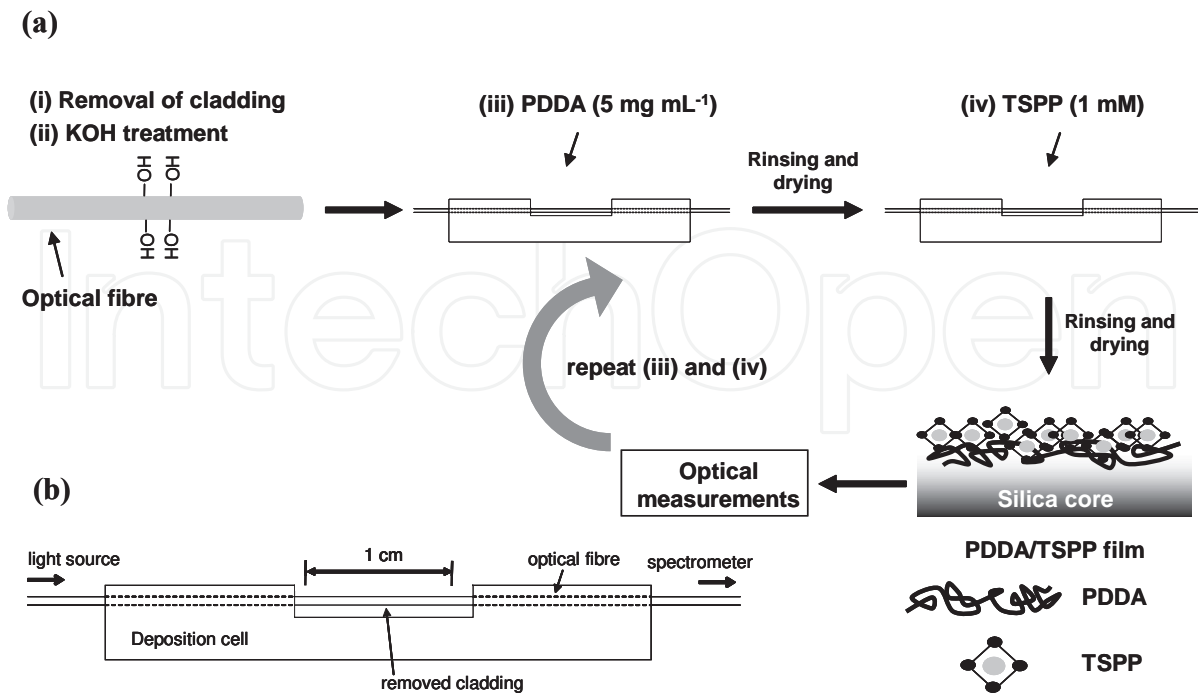 (a)
(i) Removal of cladding
(ii) KOH treatment
HO HO
HO HO
Optical fibre
(iii) PDDA (5 mg mL⁻¹)
Rinsing and
drying
(iv) TSPP (1 mM)
Rinsing and
drying
repeat (iii) and (iv)
IntechOpen
Optical
measurements
Silica core
PDDA/TSPP film
PDDA
TSPP
(b)
light source
1 cm
optical fibre
spectrometer
Deposition cell
removed cladding